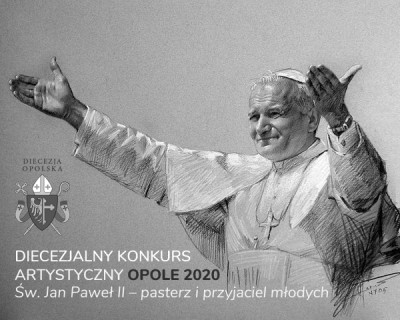 DIECEZJA
OPOLSKA
DIECEZJALNY KONKURS
ARTYSTYCZNY OPOLE 2020
Św. Jan Paweł II – pasterz i przyjaciel młodych